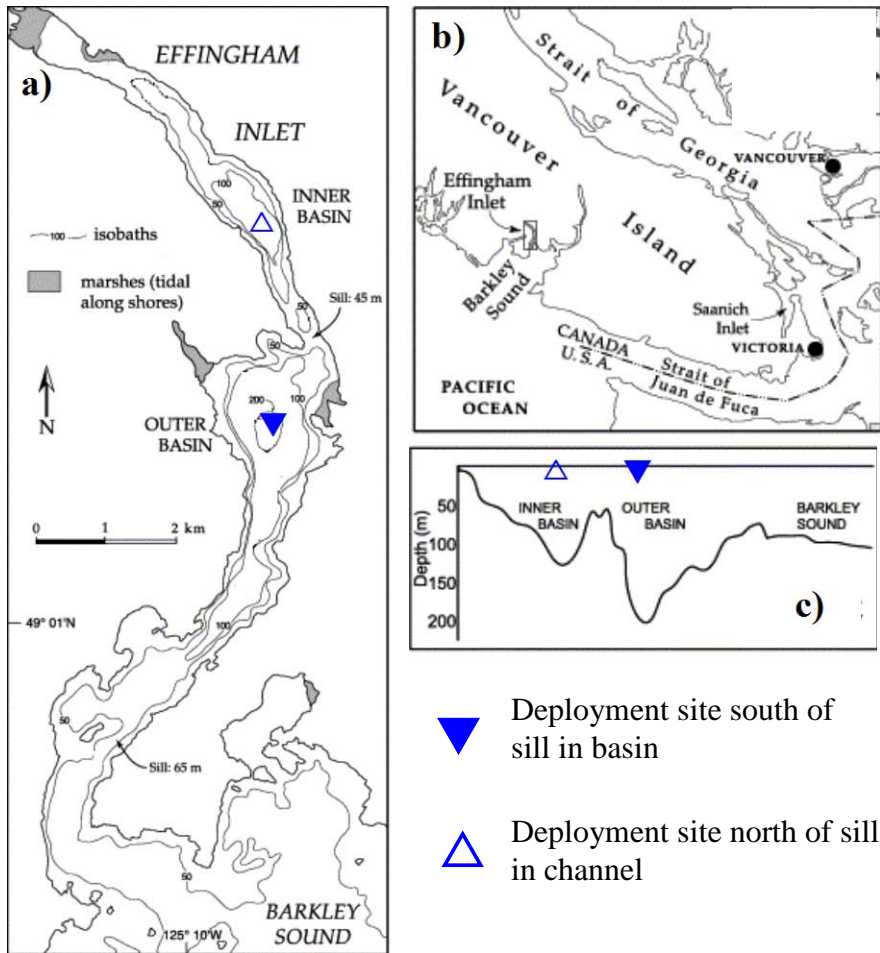 a)
EFFINGHAM
INLET
100
50
INNER
BASIN
100 isobaths
marshes (tidal
along shores)
50
Sill: 45 m
50
N
200
100
OUTER
BASIN
0 1 2 km
49° 01'N
100
50
Sill: 65 m
50
BARKLEY
SOUND
125° 10'W
b)
Strait
of
Georgia
Vancouver
Island
VANCOUVER
Effingham
Inlet
Barkley
Sound
Saanich
Inlet
VICTORIA
CANADA
U.S.A.
Strait of
Juan de Fuca
PACIFIC
OCEAN
c)
Depth (m)
50
100
150
200
INNER
BASIN
OUTER
BASIN
BARKLEY
SOUND
Deployment site south of
sill in basin
Deployment site north of sill
in channel